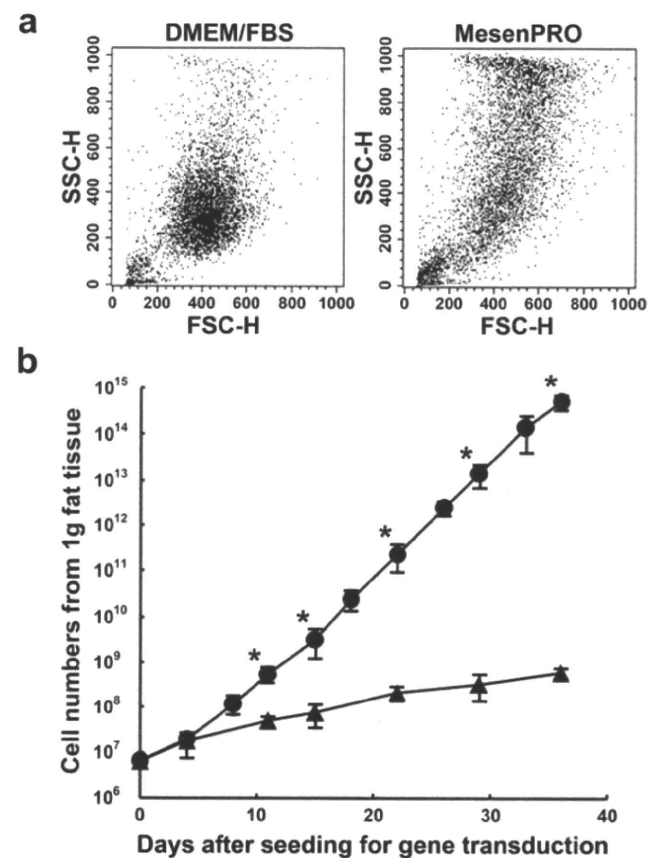 a
DMEM/FBS
MesenPRO
SSC-H
1000
800
600
400
200
0
0 200 400 600 800 1000
FSC-H
SSC-H
1000
800
600
400
200
0
0 200 400 600 800 1000
FSC-H
b
Cell numbers from 1g fat tissue
10¹⁵
10¹⁴
10¹³
10¹²
10¹¹
10¹⁰
10⁹
10⁸
10⁷
10⁶
* * * * *
0 10 20 30 40
Days after seeding for gene transduction